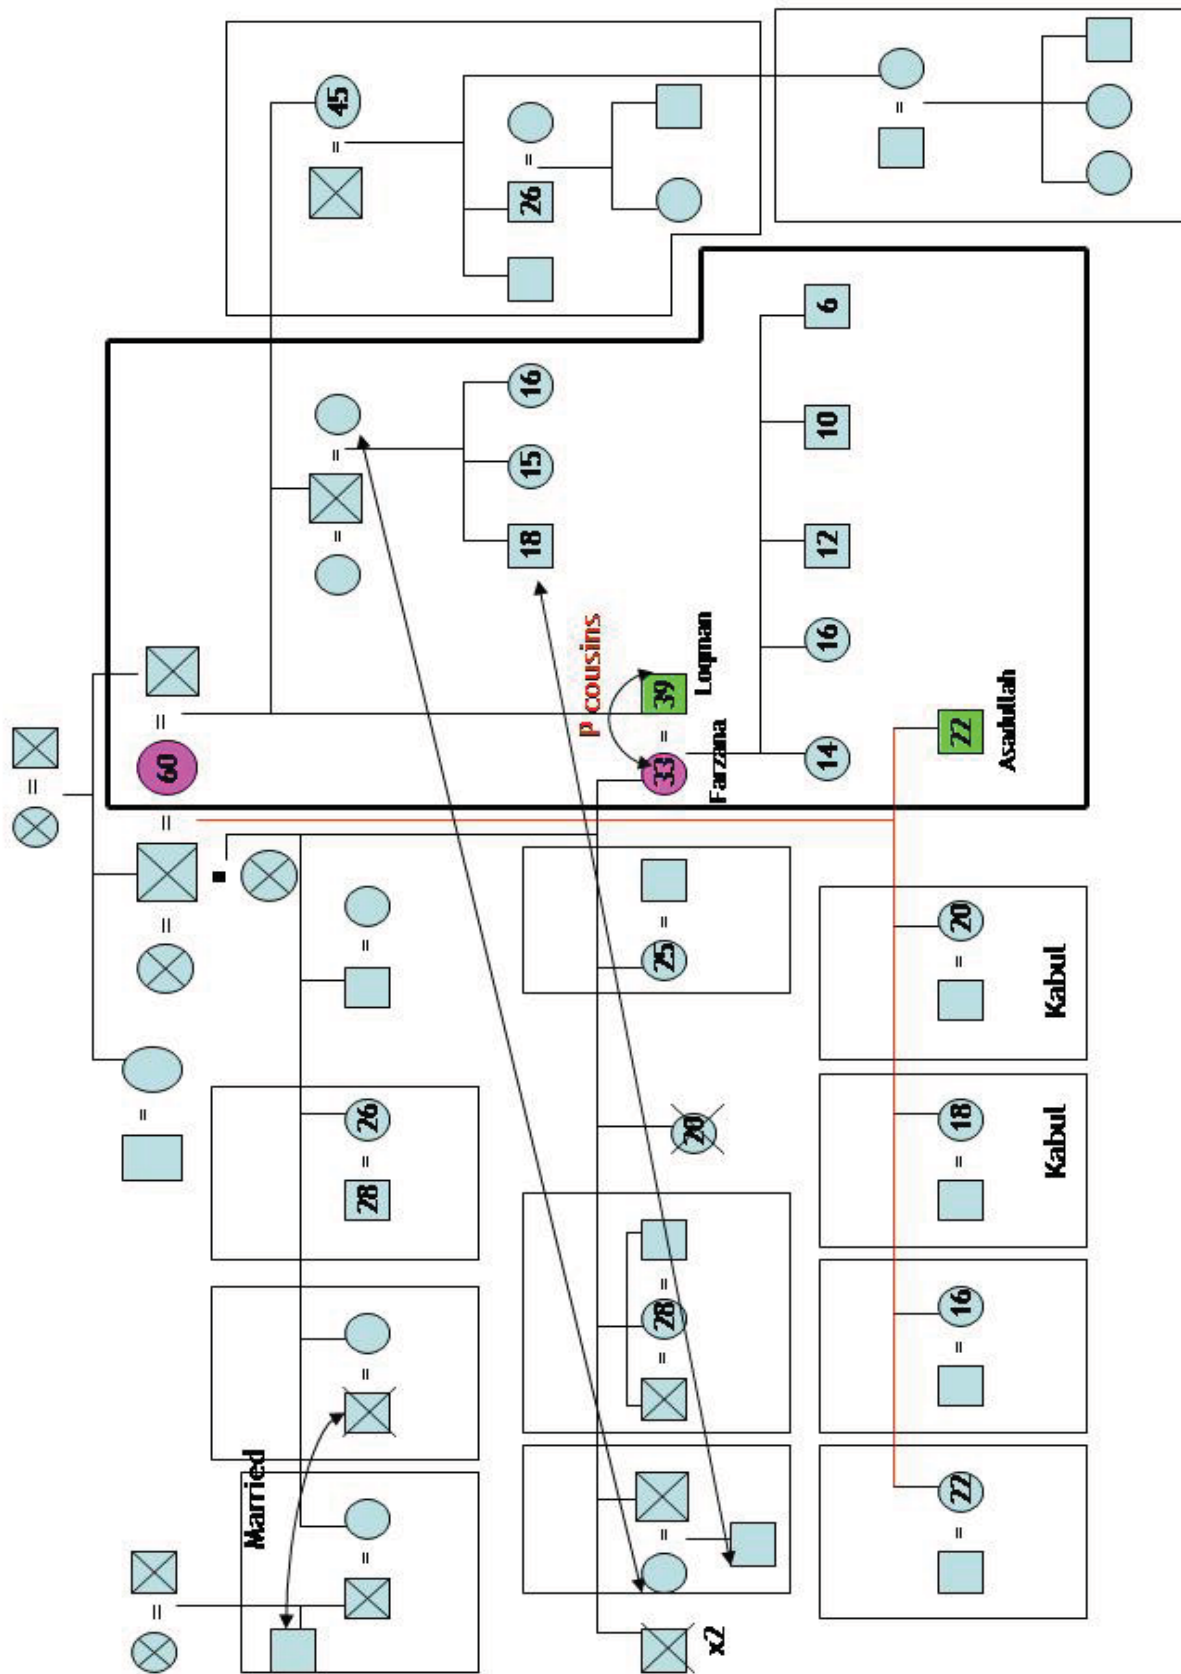 60
Married
45
28 26
18 15 16 26
P cousins
28 25 33 39
20
x2 Farzana Loqman
14 16 12 10 6
22 16 18 20 22
Asadullah
Kabul Kabul